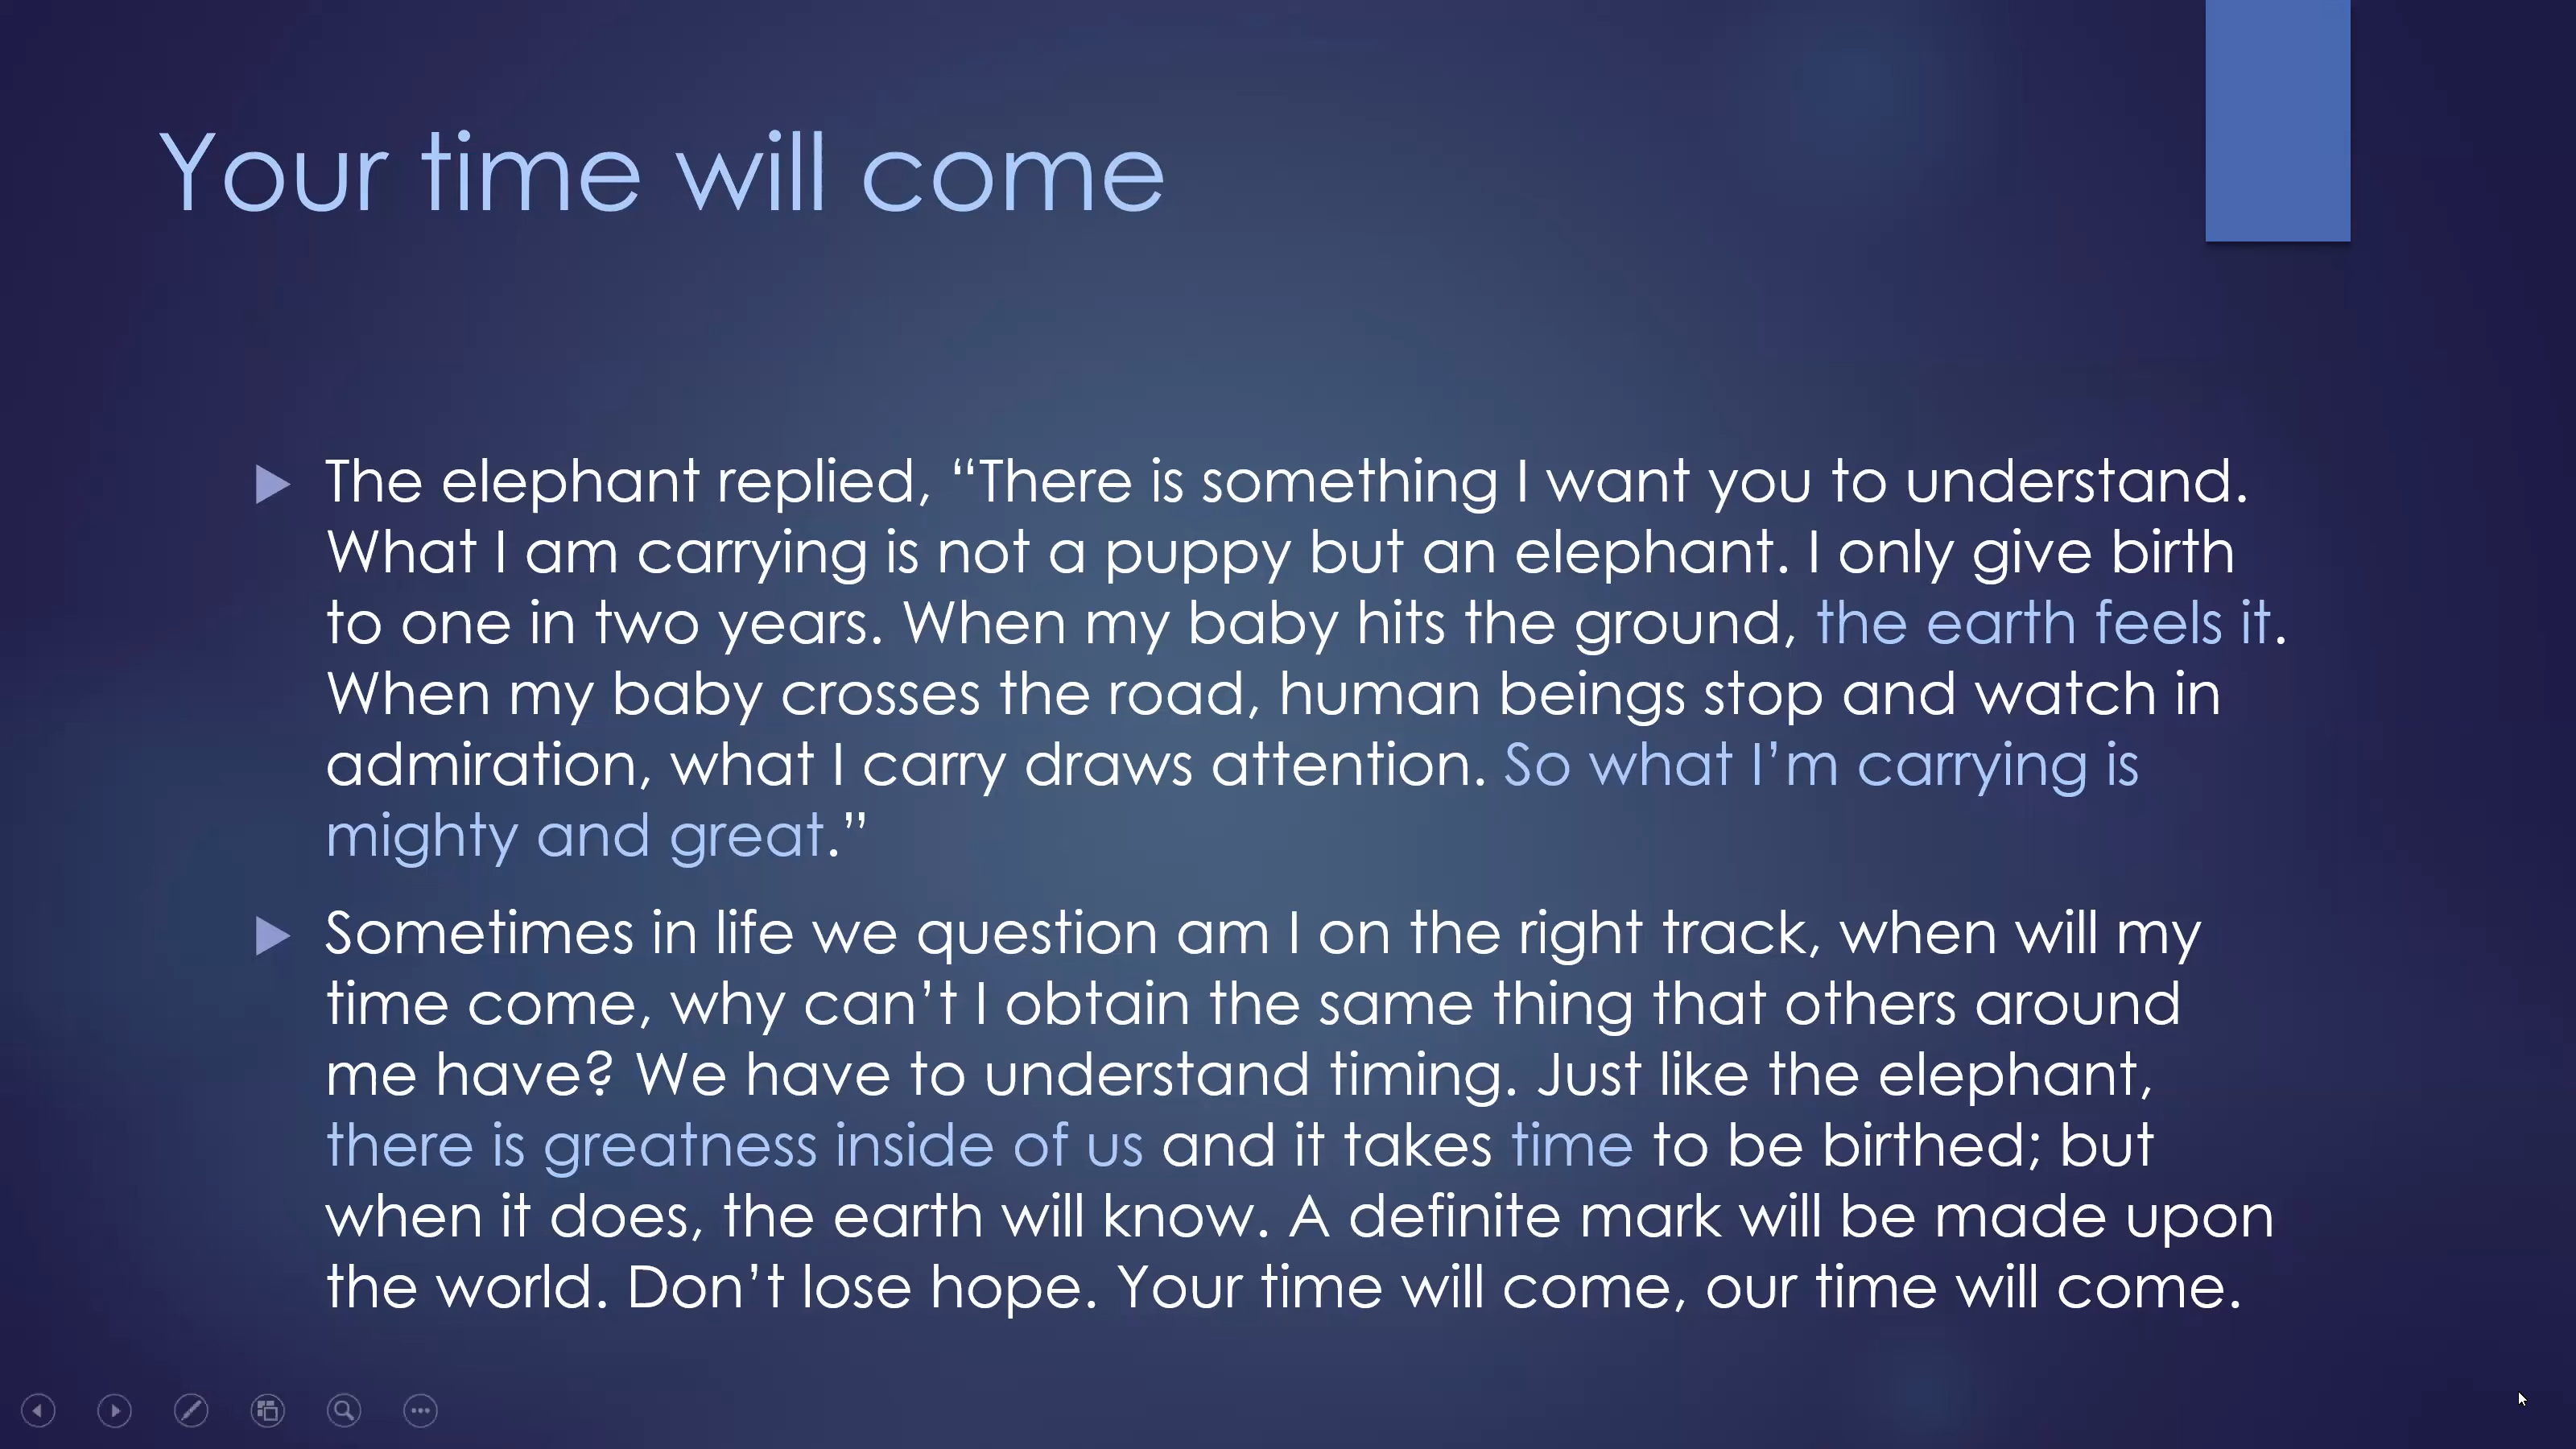 Your time will come
The elephant replied, “There is something I want you to understand.
What I am carrying is not a puppy but an elephant. I only give birth
to one in two years. When my baby hits the ground, the earth feels it.
When my baby crosses the road, human beings stop and watch in
admiration, what I carry draws attention. So what I’m carrying is
mighty and great.”
Sometimes in life we question am I on the right track, when will my
time come, why can’t I obtain the same thing that others around
me have? We have to understand timing. Just like the elephant,
there is greatness inside of us and it takes time to be birthed; but
when it does, the earth will know. A definite mark will be made upon
the world. Don’t lose hope. Your time will come, our time will come.